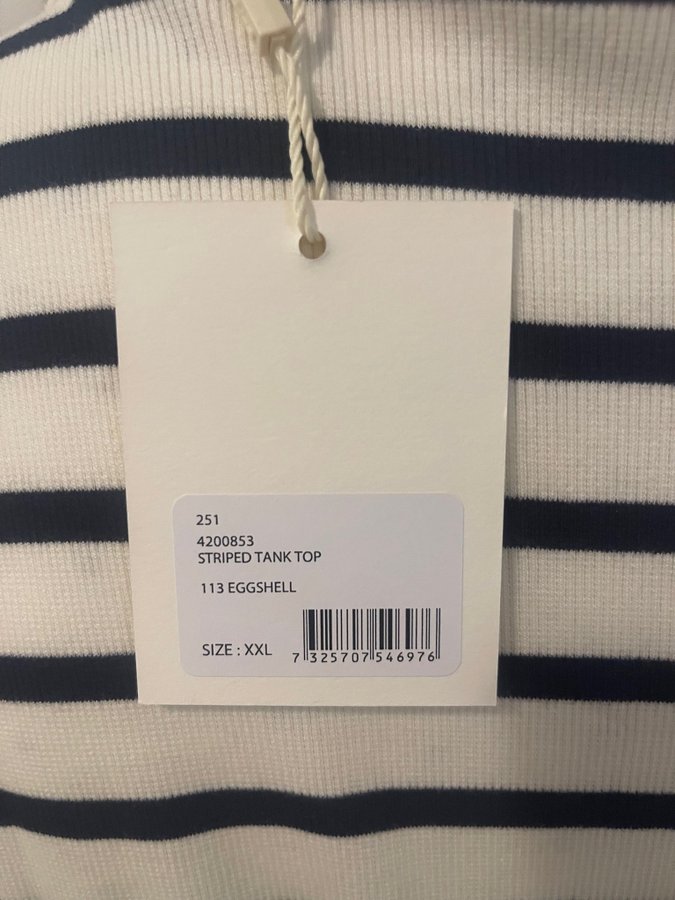 251
4200853
STRIPED TANK TOP
113 EGGSHELL
SIZE : XXL
7 325707 546976